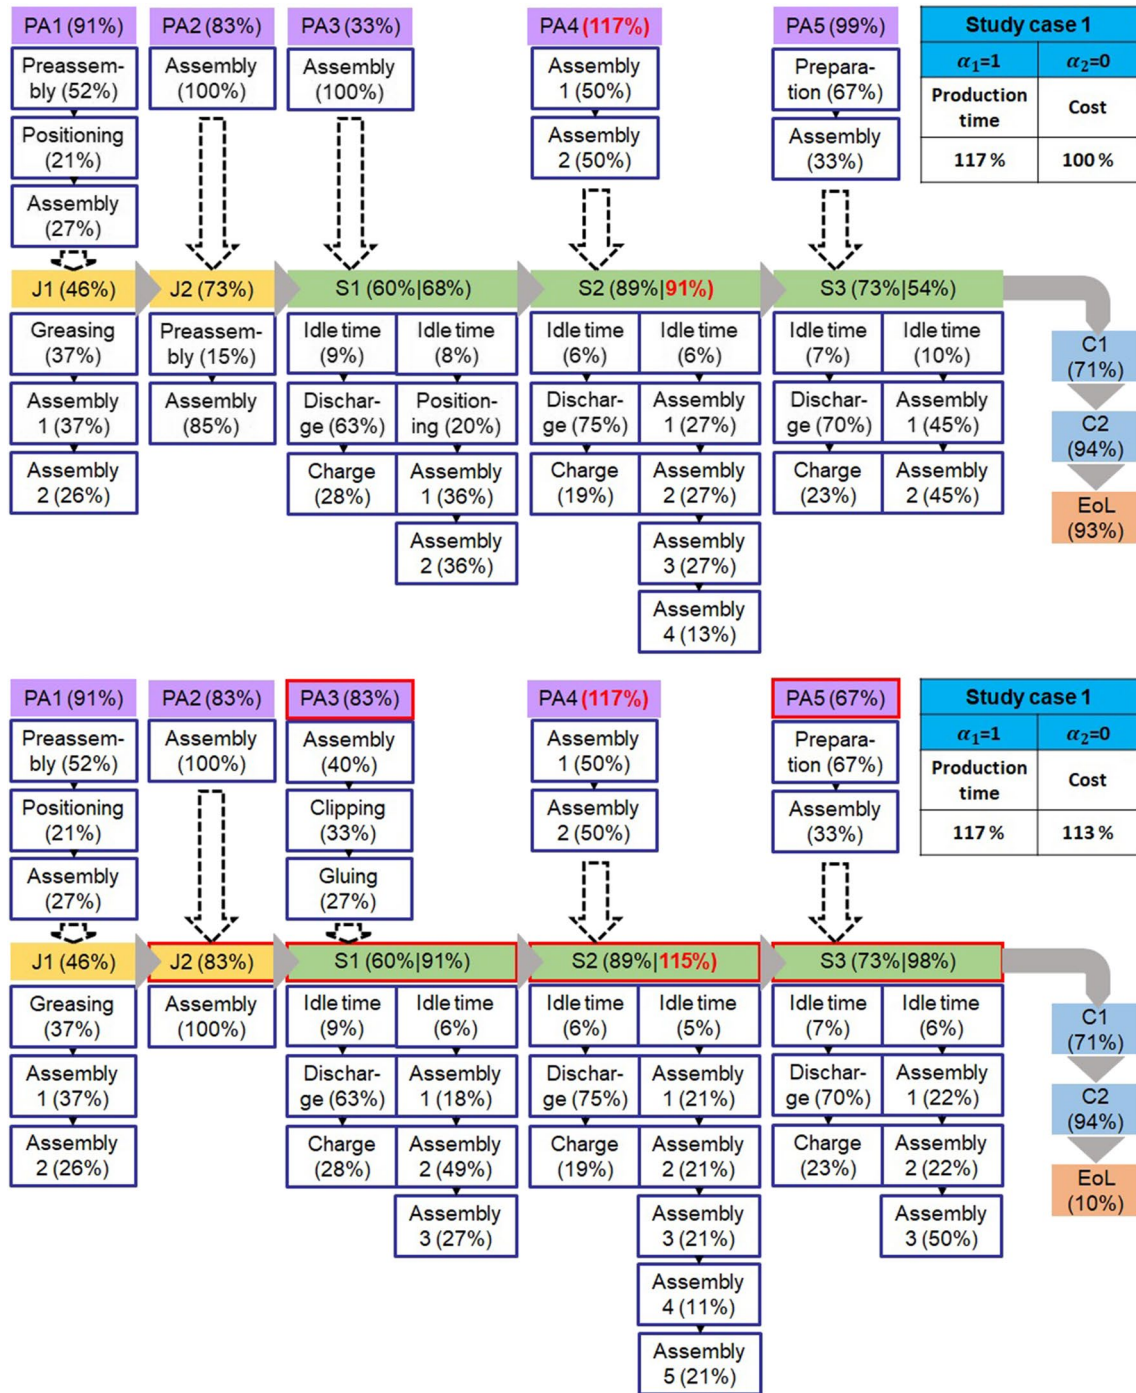 PA1 (91%)
PA2 (83%)
PA3 (33%)
PA4 (117%)
PA5 (99%)
Study case 1
α₁=1
α₂=0
Production
time
Cost
117 %
100 %
Preassem-
bly (52%)
Positioning
(21%)
Assembly
(27%)
Assembly
(100%)
Assembly
(100%)
Assembly
1 (50%)
Assembly
2 (50%)
Prepara-
tion (67%)
Assembly
(33%)
J1 (46%)
J2 (73%)
S1 (60%|68%)
S2 (89%|91%)
S3 (73%|54%)
Greasing
(37%)
Assembly
1 (37%)
Assembly
2 (26%)
Preassem-
bly (15%)
Assembly
(85%)
Idle time
(9%)
Dischar-
ge (63%)
Charge
(28%)
Idle time
(8%)
Position-
ing (20%)
Assembly
1 (36%)
Assembly
2 (36%)
Idle time
(6%)
Dischar-
ge (75%)
Charge
(19%)
Idle time
(6%)
Assembly
1 (27%)
Assembly
2 (27%)
Assembly
3 (27%)
Assembly
4 (13%)
Idle time
(7%)
Dischar-
ge (70%)
Charge
(23%)
Idle time
(10%)
Assembly
1 (45%)
Assembly
2 (45%)
C1
(71%)
C2
(94%)
EoL
(93%)
PA1 (91%)
PA2 (83%)
PA3 (83%)
PA4 (117%)
PA5 (67%)
Study case 1
α₁=1
α₂=0
Production
time
Cost
117 %
113 %
Preassem-
bly (52%)
Positioning
(21%)
Assembly
(27%)
Assembly
(100%)
Assembly
(40%)
Clipping
(33%)
Gluing
(27%)
Assembly
1 (50%)
Assembly
2 (50%)
Prepara-
tion (67%)
Assembly
(33%)
J1 (46%)
J2 (83%)
S1 (60%|91%)
S2 (89%|115%)
S3 (73%|98%)
Greasing
(37%)
Assembly
1 (37%)
Assembly
2 (26%)
Assembly
(100%)
Idle time
(9%)
Dischar-
ge (63%)
Charge
(28%)
Idle time
(6%)
Assembly
1 (18%)
Assembly
2 (49%)
Assembly
3 (27%)
Idle time
(6%)
Dischar-
ge (75%)
Charge
(19%)
Idle time
(5%)
Assembly
1 (21%)
Assembly
2 (21%)
Assembly
3 (21%)
Assembly
4 (11%)
Assembly
5 (21%)
Idle time
(7%)
Dischar-
ge (70%)
Charge
(23%)
Idle time
(6%)
Assembly
1 (22%)
Assembly
2 (22%)
Assembly
3 (50%)
C1
(71%)
C2
(94%)
EoL
(10%)